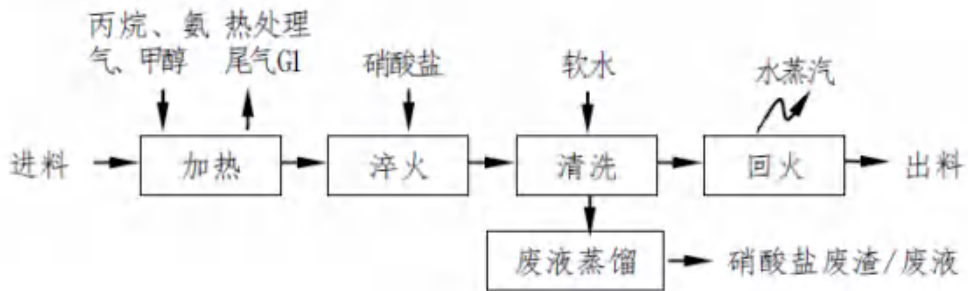 丙烷、氨
气、甲醇
热处理
尾气G1
硝酸盐
软水
水蒸汽
进料
加热
淬火
清洗
回火
出料
废液蒸馏
硝酸盐废渣/废液